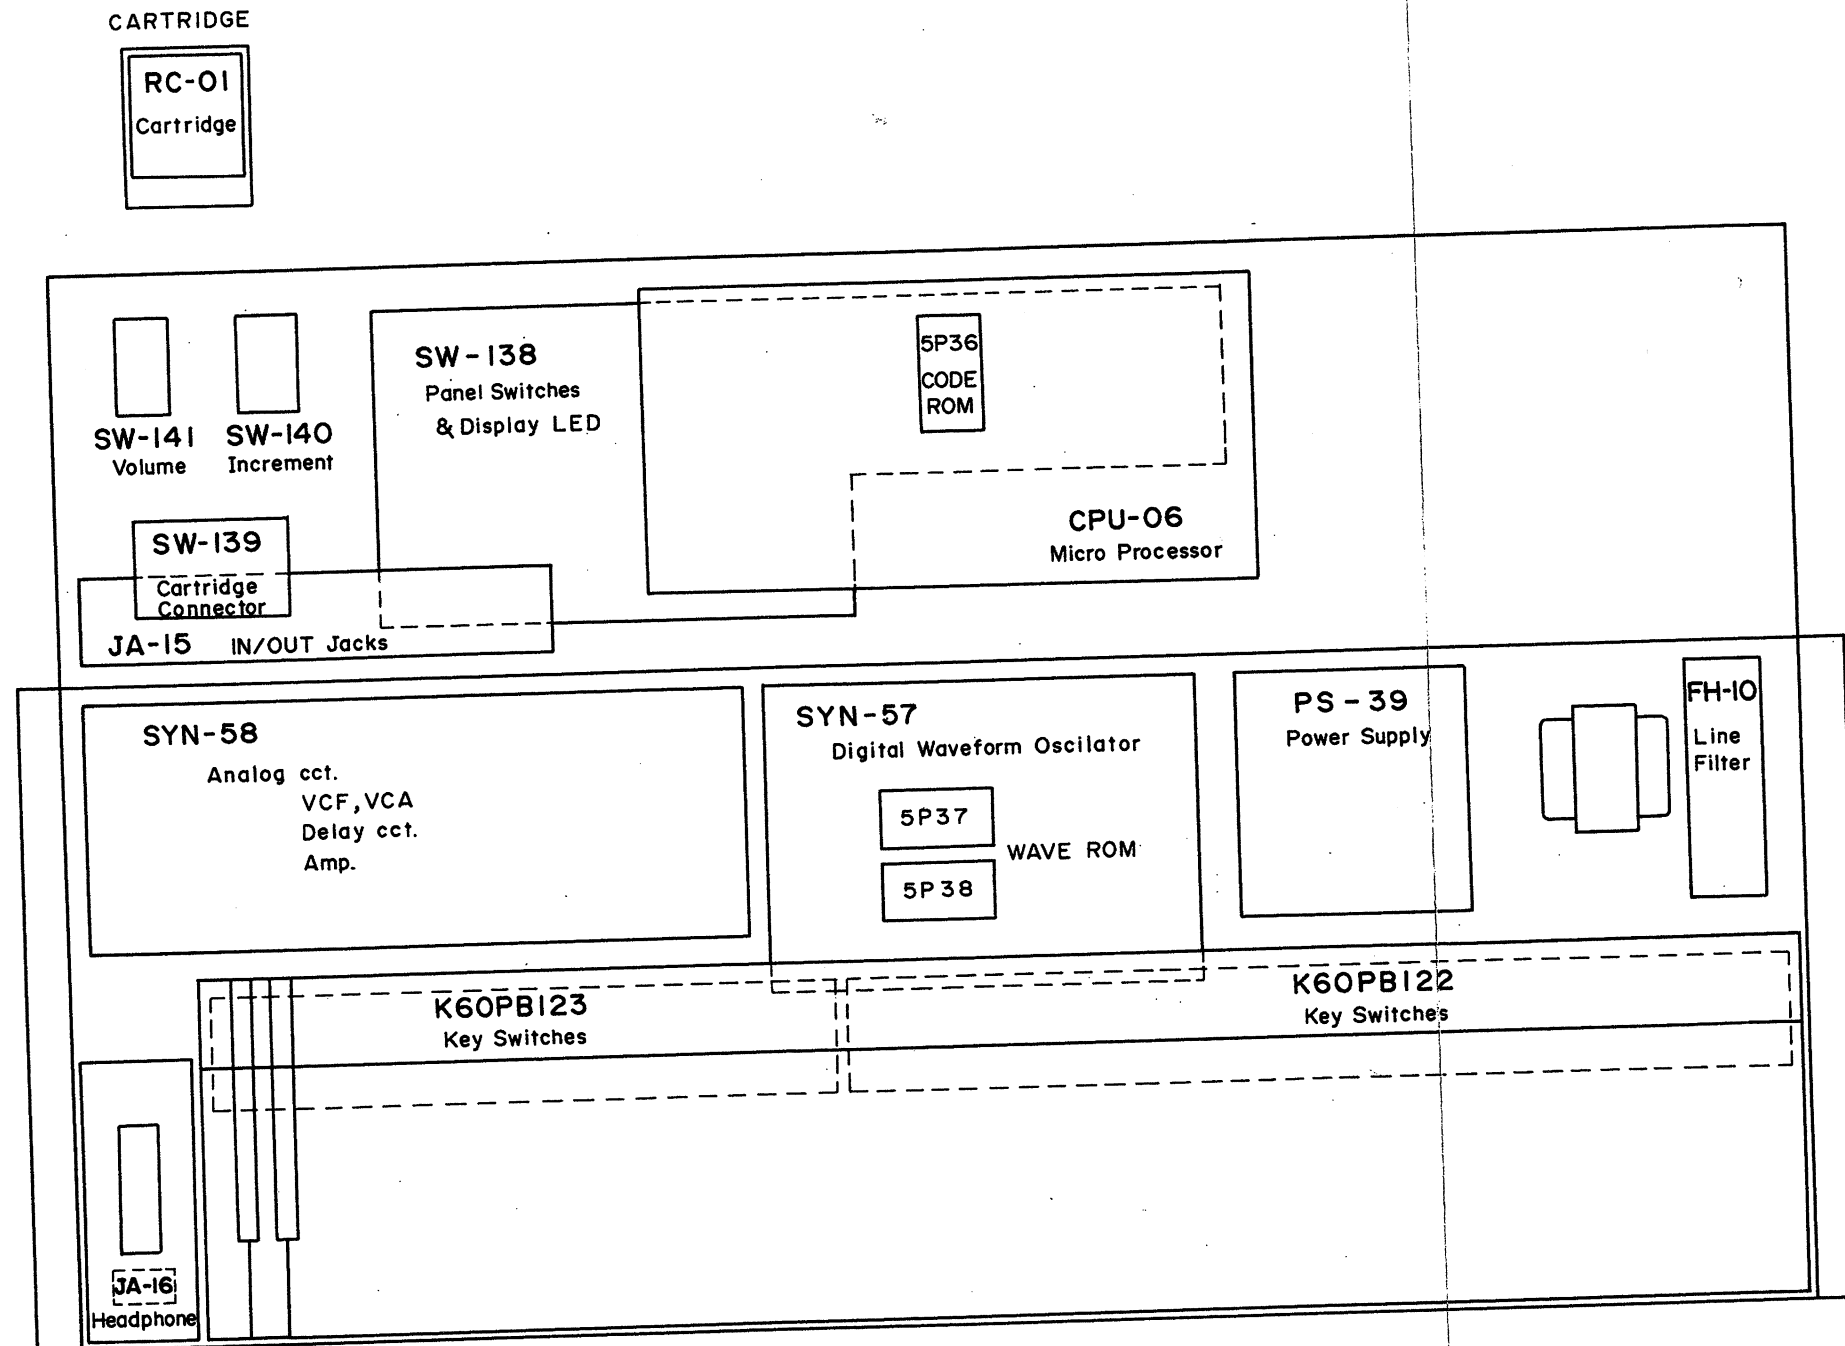 CARTRIDGE
RC-01
Cartridge
SW-141
Volume
SW-140
Increment
SW-138
Panel Switches
& Display LED
5P36
CODE
ROM
CPU-06
Micro Processor
SW-139
Cartridge
Connector
JA-15 IN/OUT Jacks
SYN-58
Analog cct.
VCF,VCA
Delay cct.
Amp.
SYN-57
Digital Waveform Oscilator
5P37
5P38
WAVE ROM
PS-39
Power Supply
FH-10
Line
Filter
K60PB123
Key Switches
K60PB122
Key Switches
JA-16
Headphone